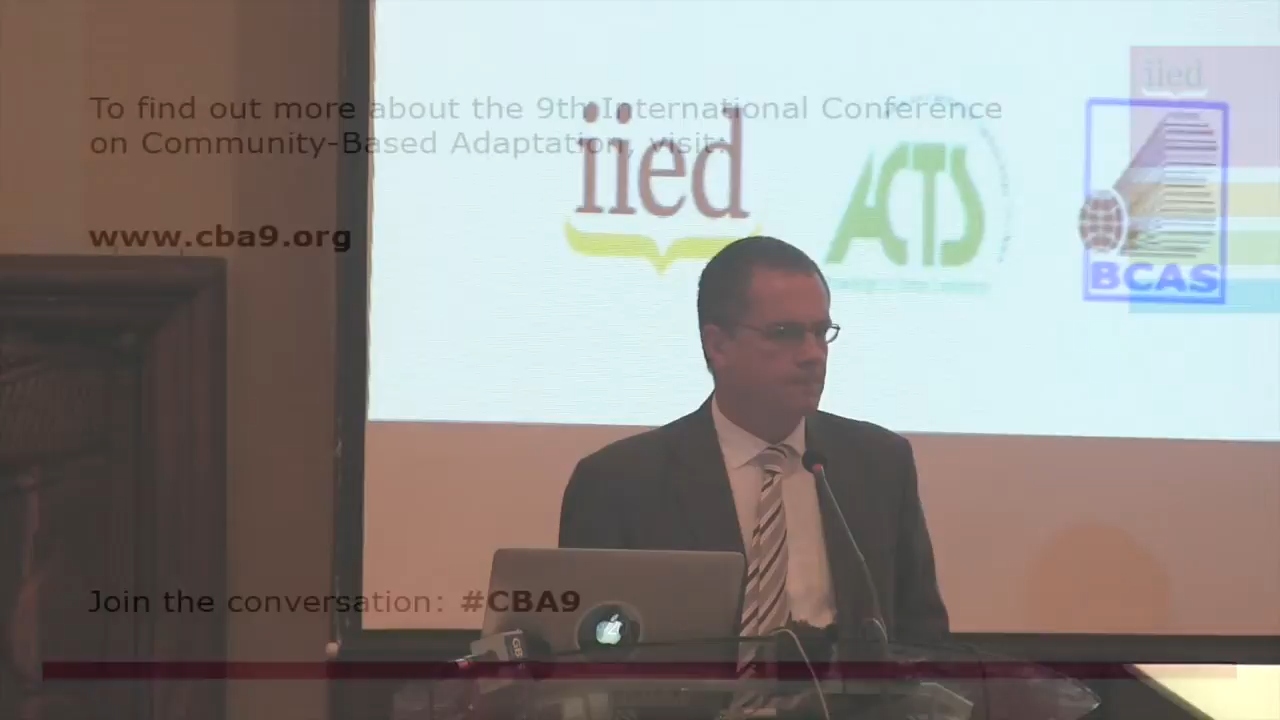 iied
To find out more about the 9th International Conference
on Community-Based Adaptation, visit:
iied
ACTS
BCAS
www.cba9.org
Join the conversation: #CBA9
GB